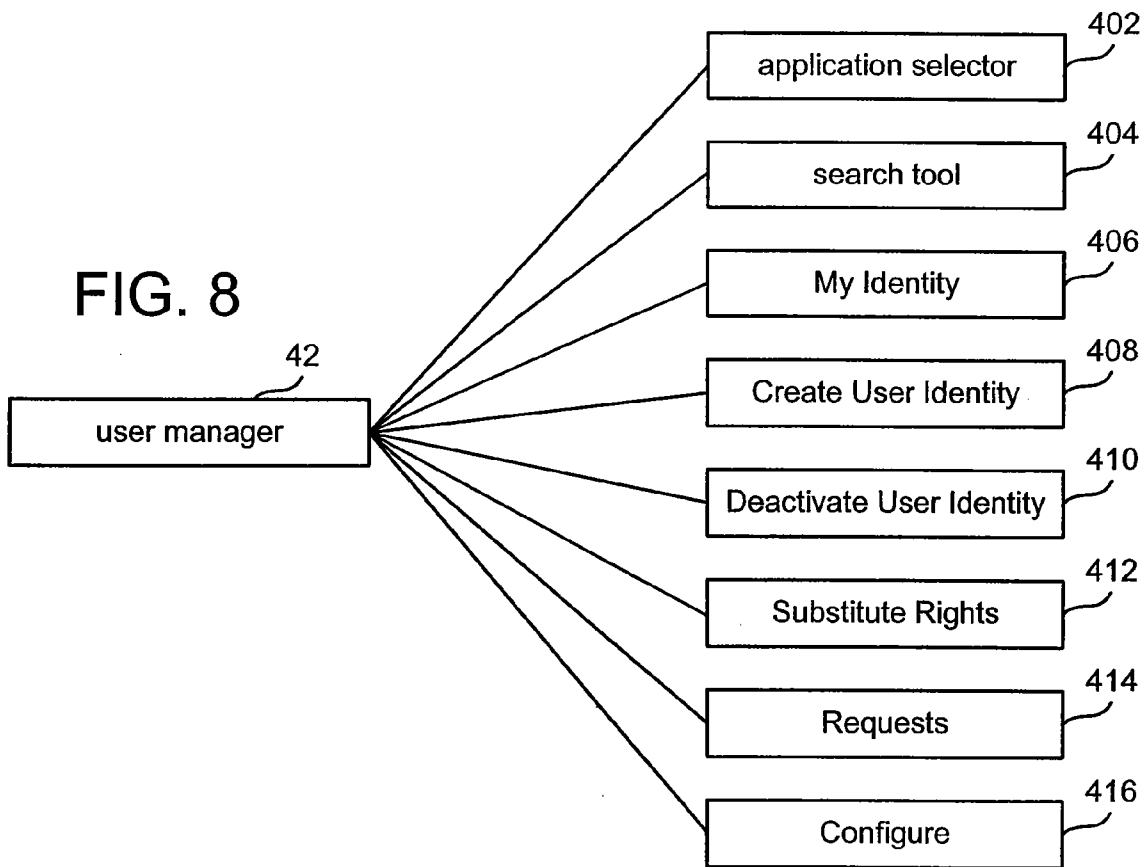 402
application selector
404
search tool
406
My Identity
FIG. 8
408
42
Create User Identity
user manager
410
Deactivate User Identity
412
Substitute Rights
414
Requests
416
Configure